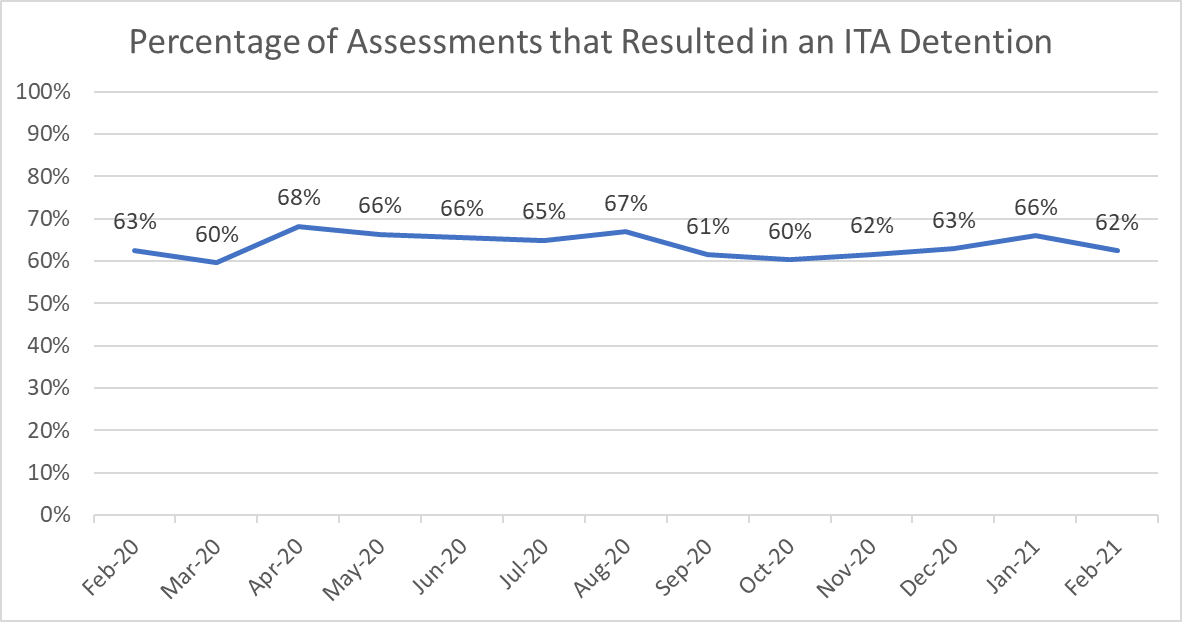 Percentage of Assessments that Resulted in an ITA Detention
100%
90%
80%
70%
60%
50%
40%
30%
20%
10%
0%
63%
60%
68%
66%
66%
65%
67%
61%
60%
62%
63%
66%
62%
Feb-20
Mar-20
Apr-20
May-20
Jun-20
Jul-20
Aug-20
Sep-20
Oct-20
Nov-20
Dec-20
Jan-21
Feb-21